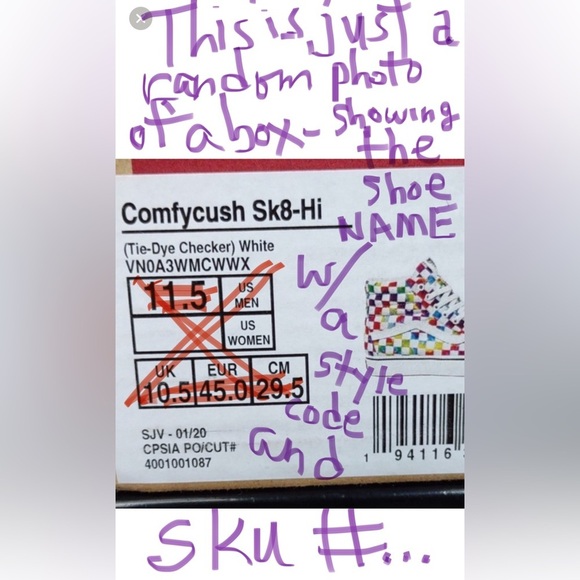 This is just a
random photo
of a box- showing
the
shoe
NAME
w/
a
style
code
and
sku #...
Comfycush Sk8-Hi
(Tie-Dye Checker) White
VN0A3WMCWWX
11.5 US MEN
US WOMEN
UK EUR CM
10.5 45.0 29.5
SJV - 01/20
CPSIA PO/CUT#
4001001087
1 94116